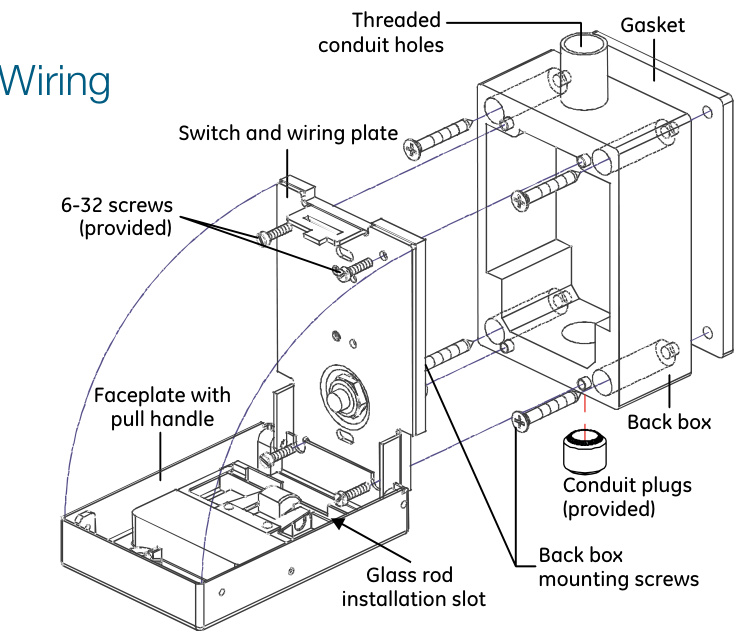 Wiring
Threaded
conduit holes
Gasket
Switch and wiring plate
6-32 screws
(provided)
Faceplate with
pull handle
Back box
Conduit plugs
(provided)
Back box
mounting screws
Glass rod
installation slot